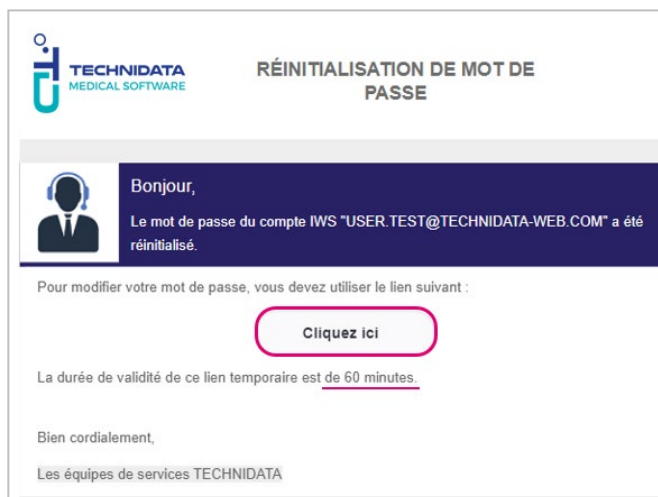 TECHNIDATA
MEDICAL SOFTWARE
RÉINITIALISATION DE MOT DE
PASSE
Bonjour,
Le mot de passe du compte IWS "USER.TEST@TECHNIDATA-WEB.COM" a été
réinitialisé.
Pour modifier votre mot de passe, vous devez utiliser le lien suivant :
Cliquez ici
La durée de validité de ce lien temporaire est de 60 minutes.
Bien cordialement,
Les équipes de services TECHNIDATA